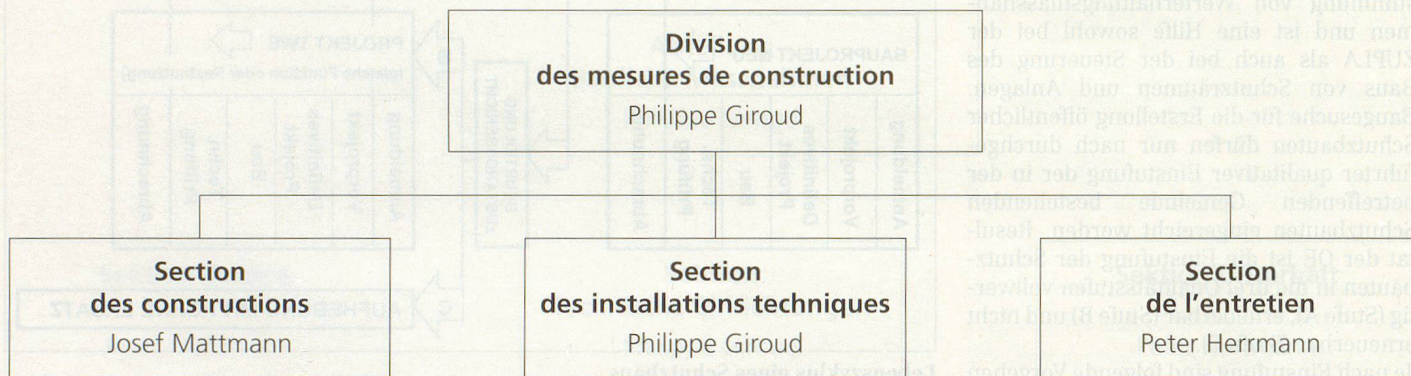 Division
des mesures de construction
Philippe Giroud
Section
des constructions
Josef Mattmann
Section
des installations techniques
Philippe Giroud
Section
de l'entretien
Peter Herrmann